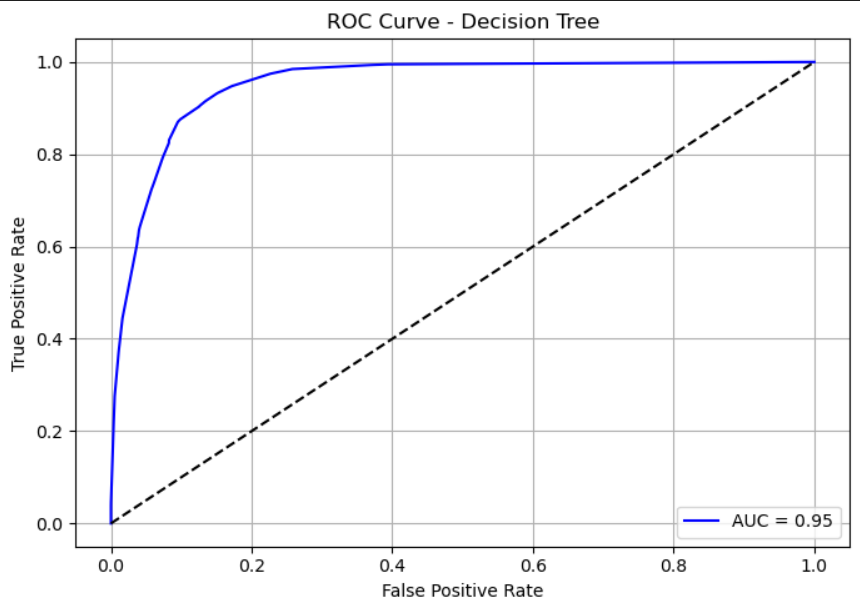 ROC Curve - Decision Tree
1.0
0.8
0.6
0.4
0.2
0.0
True Positive Rate
0.0 0.2 0.4 0.6 0.8 1.0
False Positive Rate
AUC = 0.95